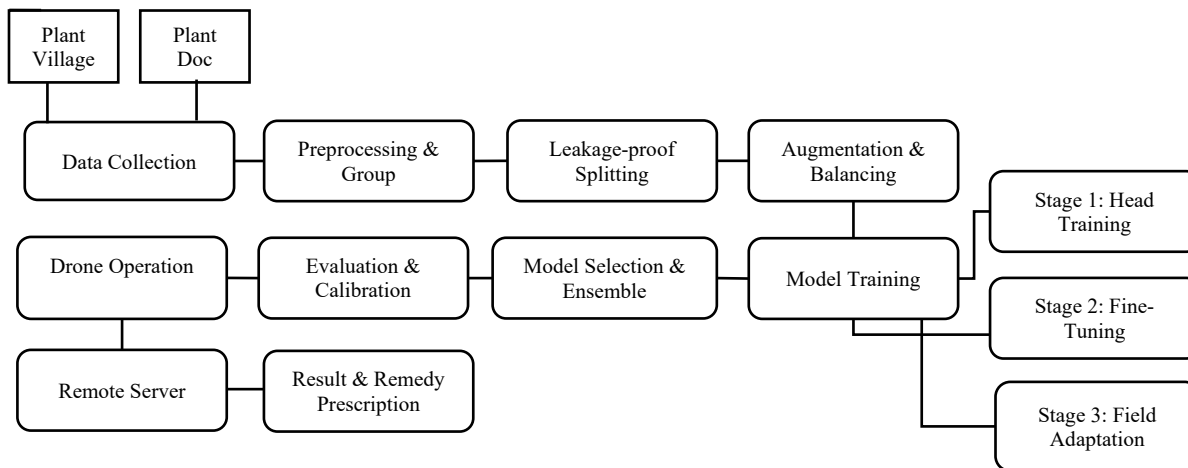 Plant
Village
Plant
Doc
Data Collection
Preprocessing &
Group
Leakage-proof
Splitting
Augmentation &
Balancing
Stage 1: Head
Training
Drone Operation
Evaluation &
Calibration
Model Selection &
Ensemble
Model Training
Stage 2: Fine-
Tuning
Remote Server
Result & Remedy
Prescription
Stage 3: Field
Adaptation